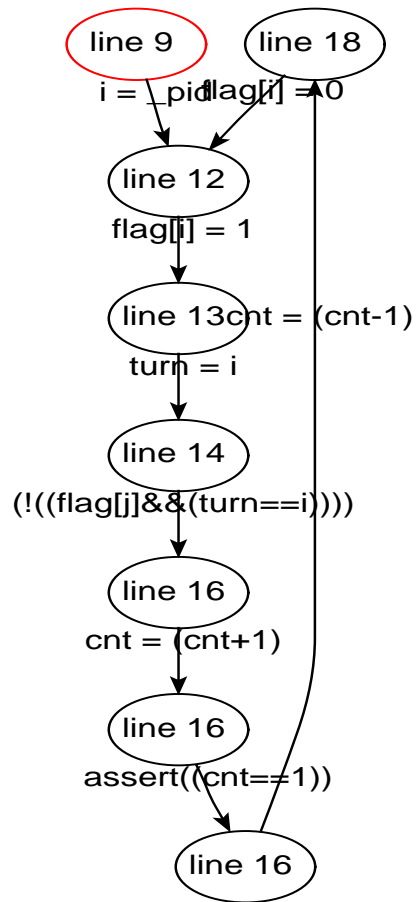 line 9
line 18
i = _pid
flag[i] = 0
line 12
flag[i] = 1
line 13
cnt = (cnt-1)
turn = i
line 14
(!((flag[j]&&(turn==i))))
line 16
cnt = (cnt+1)
line 16
assert((cnt==1))
line 16